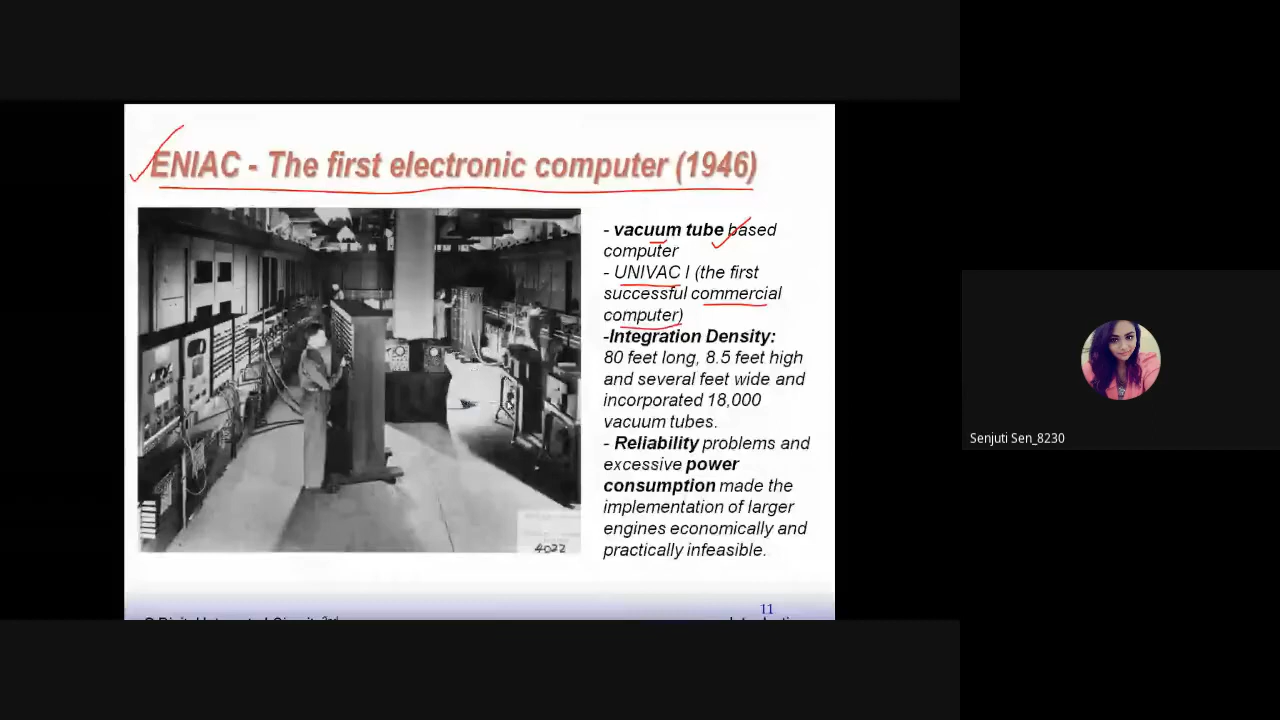 ENIAC - The first electronic computer (1946)
- vacuum tube based
computer
- UNIVAC I (the first
successful commercial
computer)
-Integration Density:
80 feet long, 8.5 feet high
and several feet wide and
incorporated 18,000
vacuum tubes.
- Reliability problems and
excessive power
consumption made the
implementation of larger
engines economically and
practically infeasible.
4022
11
Senjuti Sen_8230